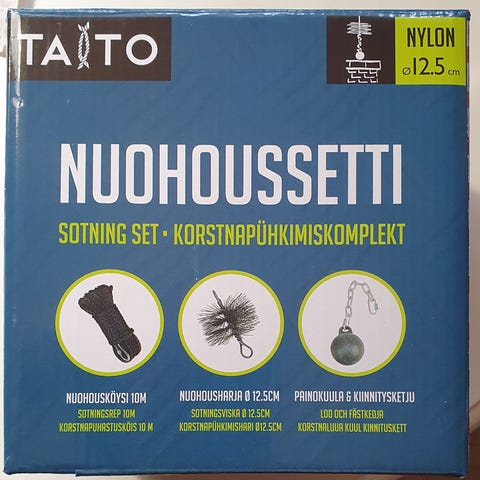 TAITO
NYLON
Ø12.5 cm
NUOHOUSSETTI
SOTNING SET · KORSTNAPÜHKIMISKOMPLEKT
NUOHOUSKÖYSI 10M
SOTNINGSREP 10M
KORSTNAPUHASTUSKÖIS 10 M
NUOHOUSHARJA Ø 12.5CM
SOTNINGSVISKA Ø 12.5CM
KORSTNAPÜHKIMISHARI Ø12.5CM
PAINOKUULA & KIINNITYSKETJU
LOD OCH FÄSTKEDJA
KORSTNALUUA KUUL KINNITUSKETT